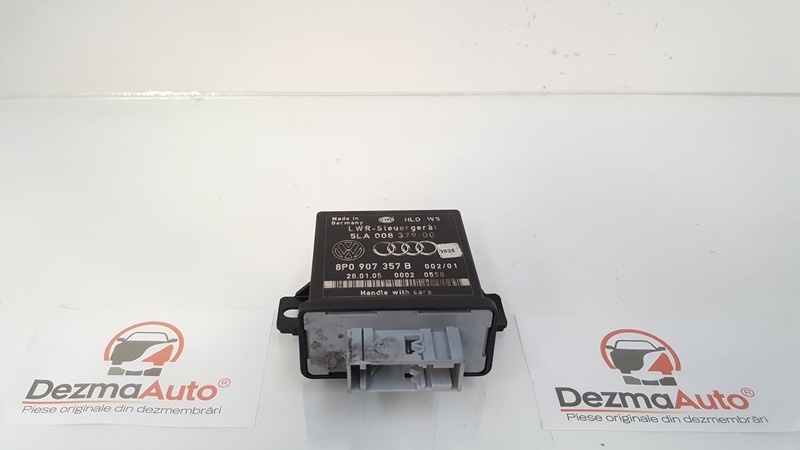 Made in
Germany
HLO W5
LWR-Steuergerät
5LA 008 379-00
1935
8P0 907 357 B 002/01
28.01.05 0002 0558
Handle with care
DezmaAuto®
Piese originale din dezmembrări
DezmaAuto®
Piese originale din dezmembrări